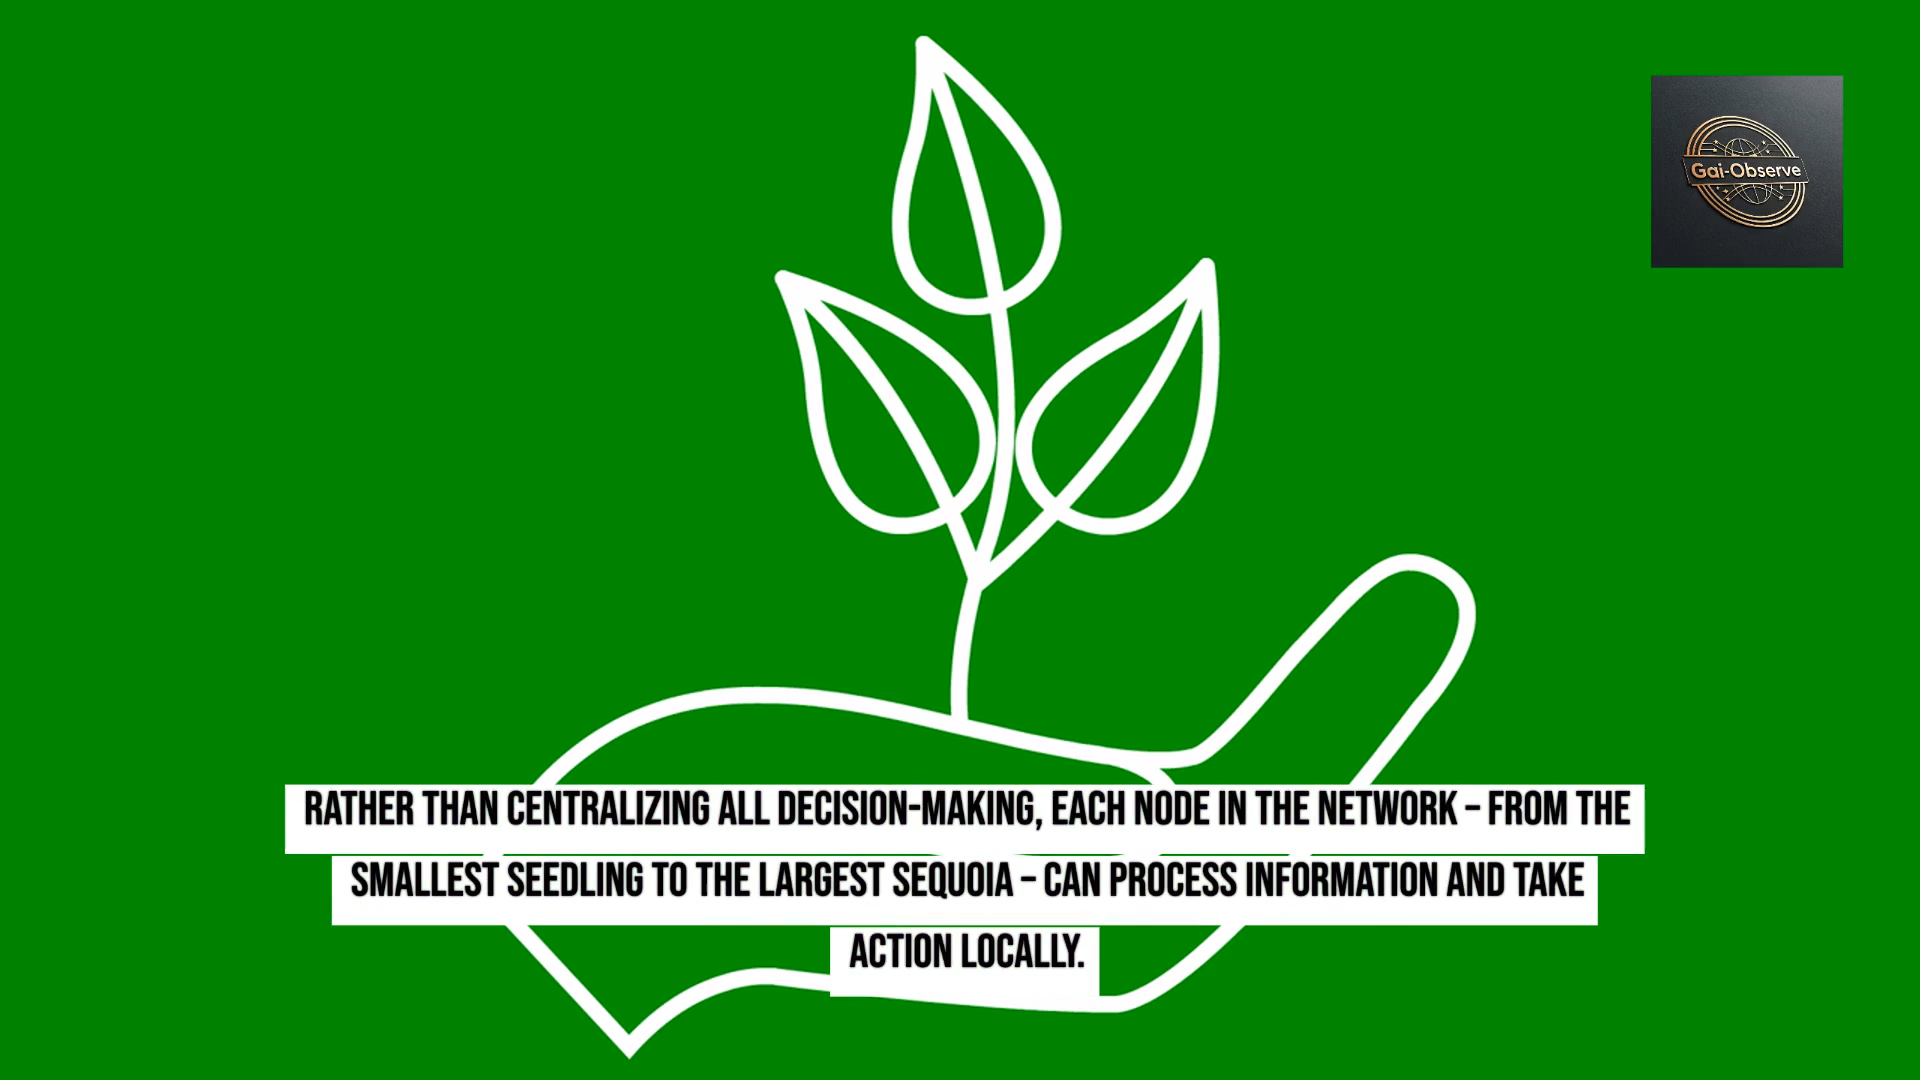 Gai-Observe
RATHER THAN CENTRALIZING ALL DECISION-MAKING, EACH NODE IN THE NETWORK – FROM THE
SMALLEST SEEDLING TO THE LARGEST SEQUOIA – CAN PROCESS INFORMATION AND TAKE
ACTION LOCALLY.